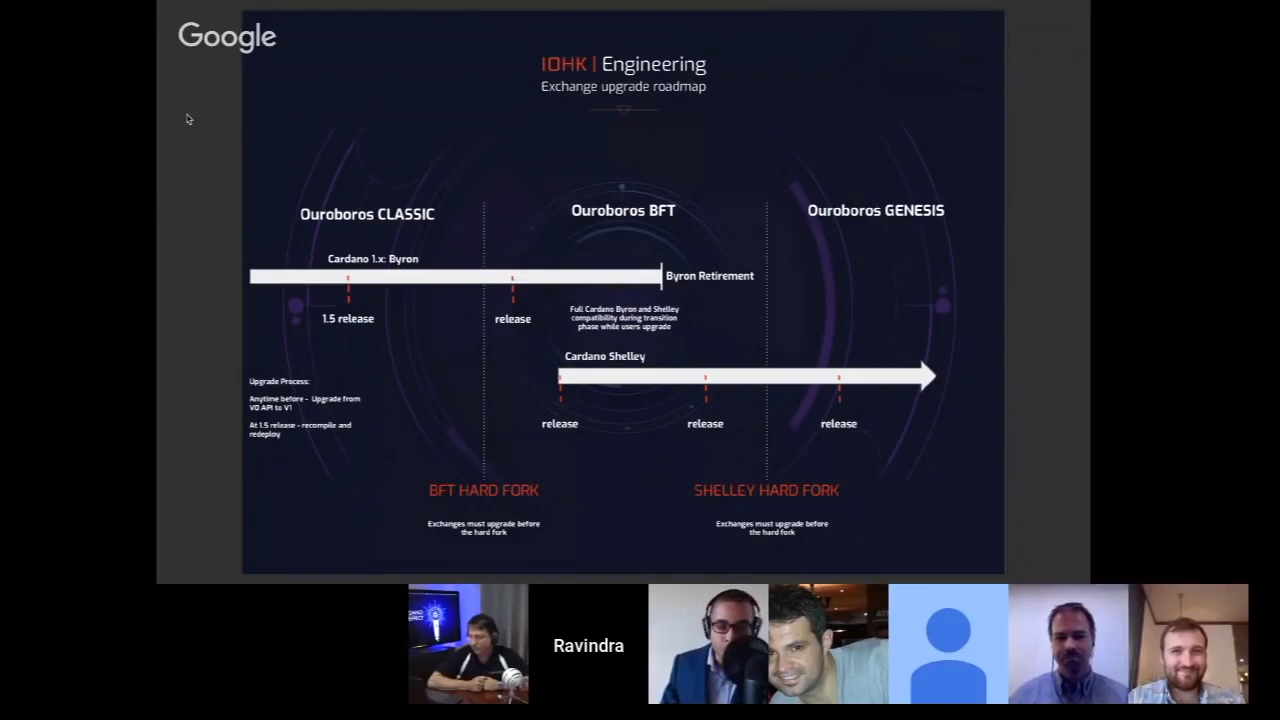 Google
IOHK | Engineering
Exchange upgrade roadmap
Ouroboros CLASSIC
Ouroboros BFT
Ouroboros GENESIS
Cardano 1.x: Byron
Byron Retirement
1.5 release
release
Full Cardano Byron and Shelley
compatibility during transition
phase while users upgrade
Cardano Shelley
Upgrade Process:
Anytime before - Upgrade from
V0 API to V1
At 1.5 release - recompile and
redeploy
release
release
release
BFT HARD FORK
SHELLEY HARD FORK
Exchanges must upgrade before
the hard fork
Exchanges must upgrade before
the hard fork
Ravindra